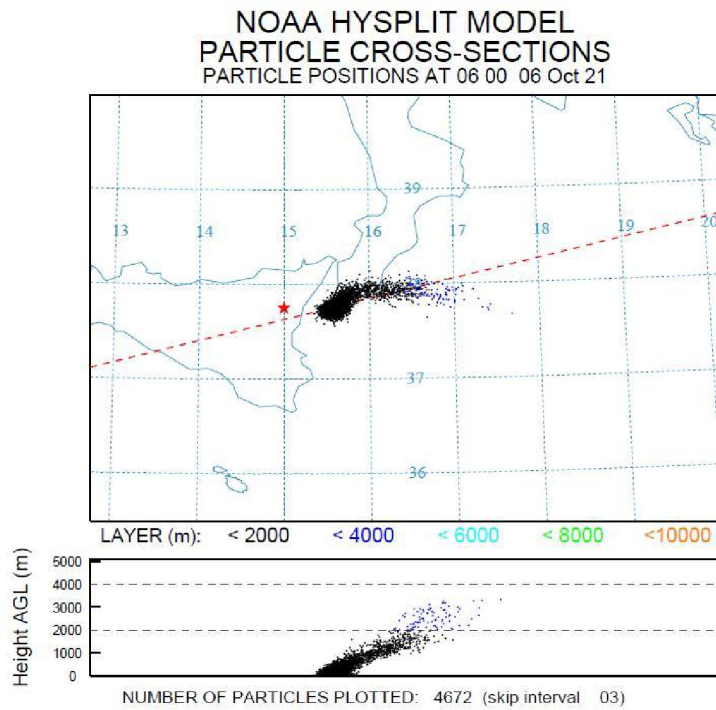 NOAA HYSPLIT MODEL
PARTICLE CROSS-SECTIONS
PARTICLE POSITIONS AT 06 00 06 Oct 21
39
13 14 15 16 17 18 19 20
37
36
LAYER (m): < 2000 < 4000 < 6000 < 8000 <10000
Height AGL (m)
5000
4000
3000
2000
1000
0
NUMBER OF PARTICLES PLOTTED: 4672 (skip interval 03)